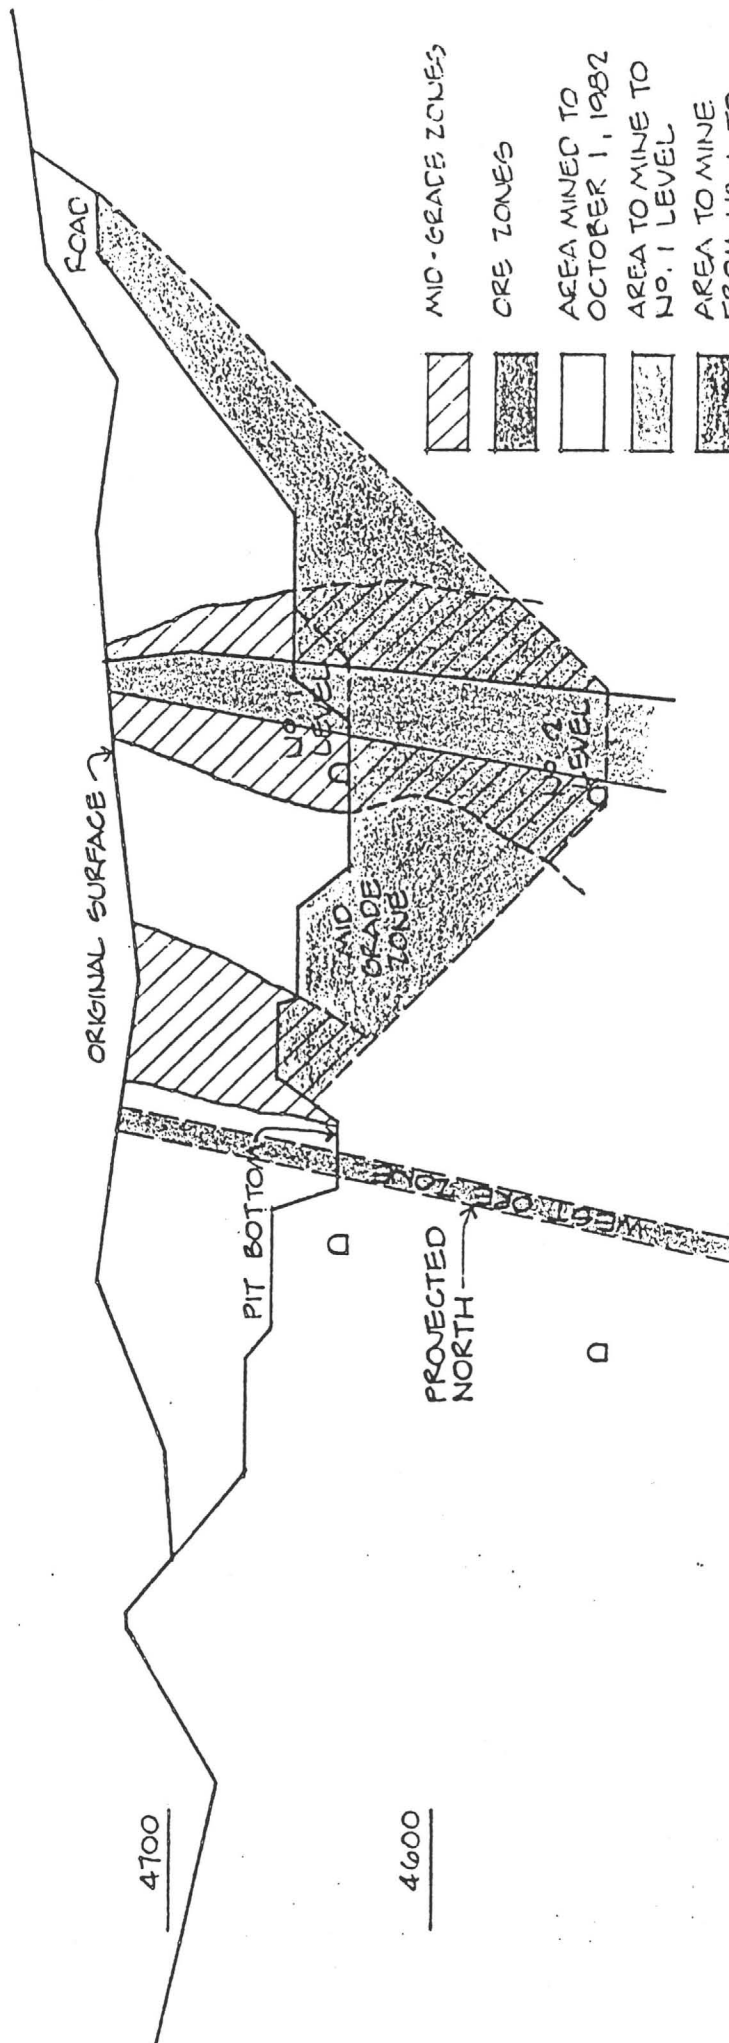 4700
4600
ORIGINAL SURFACE
ROAD
PIT BOTTOM
PROJECTED
NORTH
WEST ORE ZONE
MID
GRADE
ZONE
Nº 1
LEVEL
Nº 2
LEVEL
MID-GRADE ZONES
ORE ZONES
AREA MINED TO
OCTOBER 1, 1982
AREA TO MINE TO
Nº. 1 LEVEL
AREA TO MINE